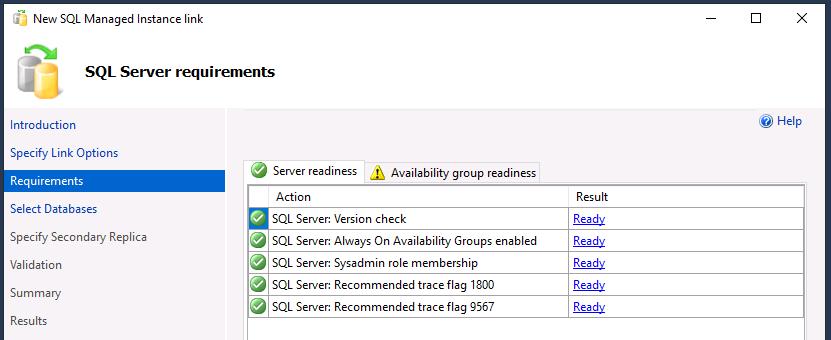 New SQL Managed Instance link
SQL Server requirements
Introduction
Specify Link Options
Requirements
Select Databases
Specify Secondary Replica
Validation
Summary
Results
Help
Server readiness
Availability group readiness
Action Result
SQL Server: Version check Ready
SQL Server: Always On Availability Groups enabled Ready
SQL Server: Sysadmin role membership Ready
SQL Server: Recommended trace flag 1800 Ready
SQL Server: Recommended trace flag 9567 Ready